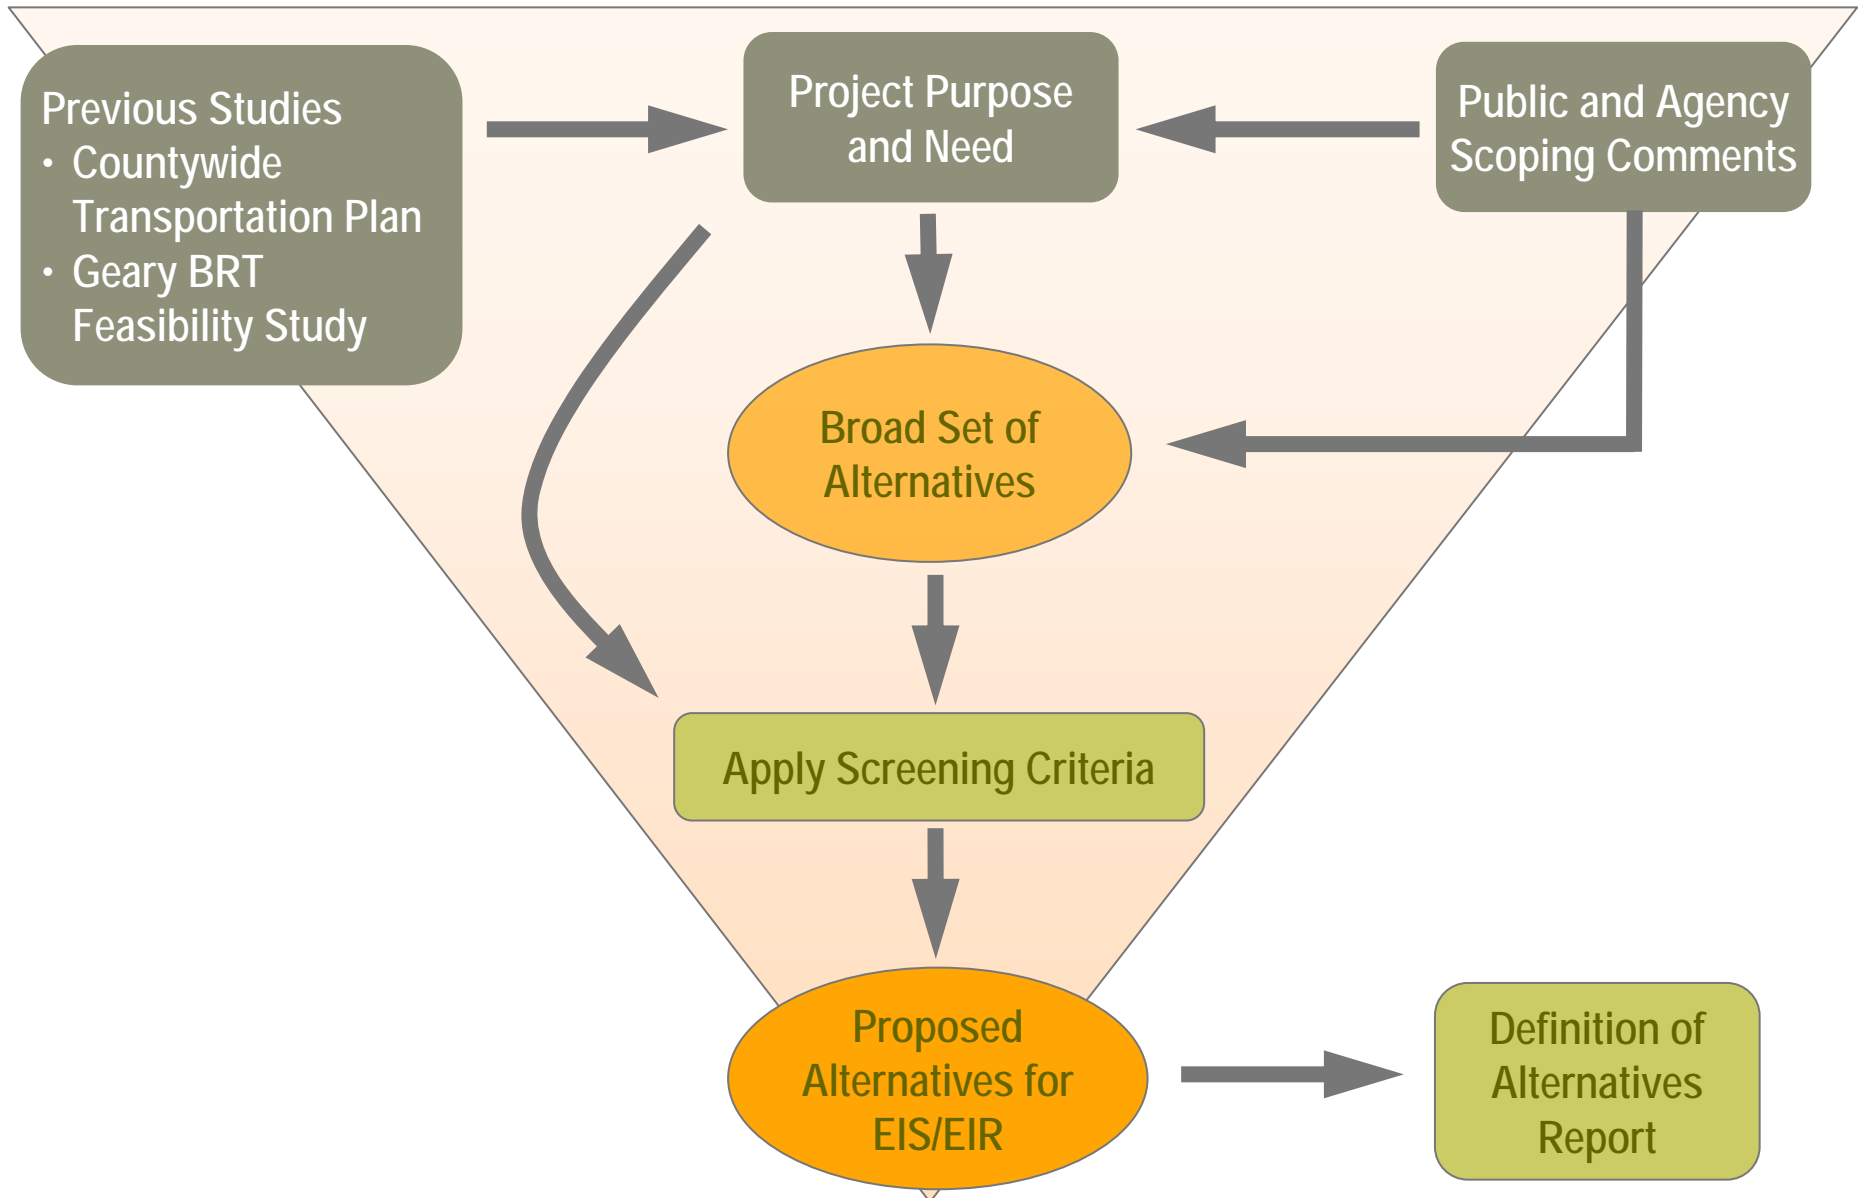 Previous Studies
• Countywide
Transportation Plan
• Geary BRT
Feasibility Study
Project Purpose
and Need
Public and Agency
Scoping Comments
Broad Set of
Alternatives
Apply Screening Criteria
Proposed
Alternatives for
EIS/EIR
Definition of
Alternatives
Report